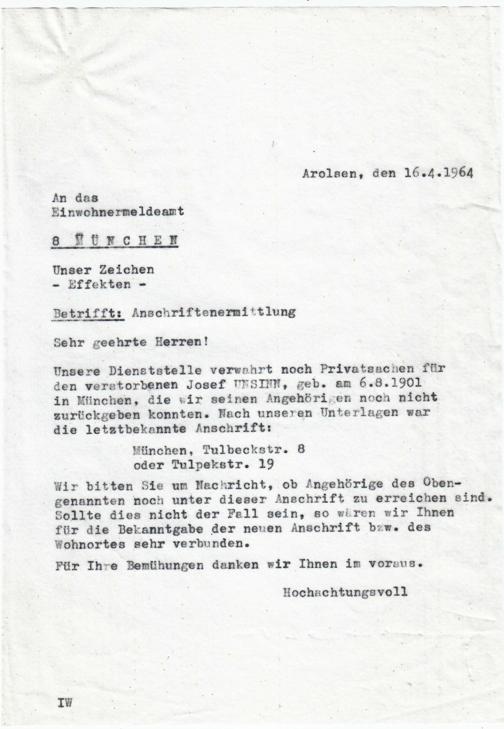 Arolsen, den 16.4.1964
An das
Einwohnermeldeamt
8 M Ü N C H E N
Unser Zeichen
- Effekten -
Betrifft: Anschriftenermittlung
Sehr geehrte Herren!
Unsere Dienststelle verwahrt noch Privatsachen für
den verstorbenen Josef UNSINN, geb. am 6.8.1901
in München, die wir seinen Angehörigen noch nicht
zurückgeben konnten. Nach unseren Unterlagen war
die letztbekannte Anschrift:
München, Tulbeckstr. 8
oder Tulpekstr. 19
Wir bitten Sie um Nachricht, ob Angehörige des Oben-
genannten noch unter dieser Anschrift zu erreichen sind.
Sollte dies nicht der Fall sein, so wären wir Ihnen
für die Bekanntgabe der neuen Anschrift bzw. des
Wohnortes sehr verbunden.
Für Ihre Bemühungen danken wir Ihnen im voraus.
Hochachtungsvoll
IW